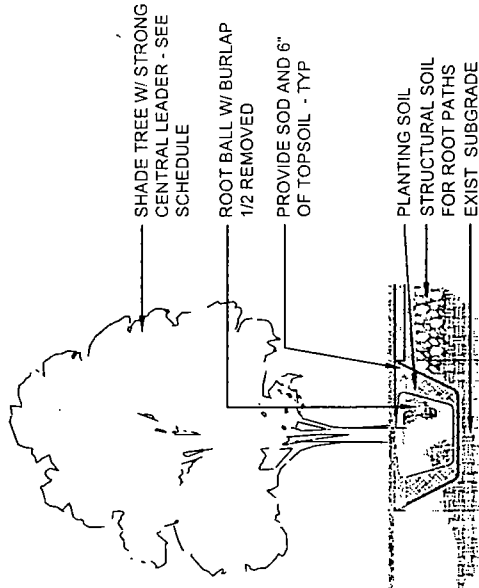 SHADE TREE W/ STRONG
CENTRAL LEADER - SEE
SCHEDULE
ROOT BALL W/ BURLAP
1/2 REMOVED
PROVIDE SOD AND 6"
OF TOPSOIL - TYP
PLANTING SOIL
STRUCTURAL SOIL
FOR ROOT PATHS
EXIST SUBGRADE